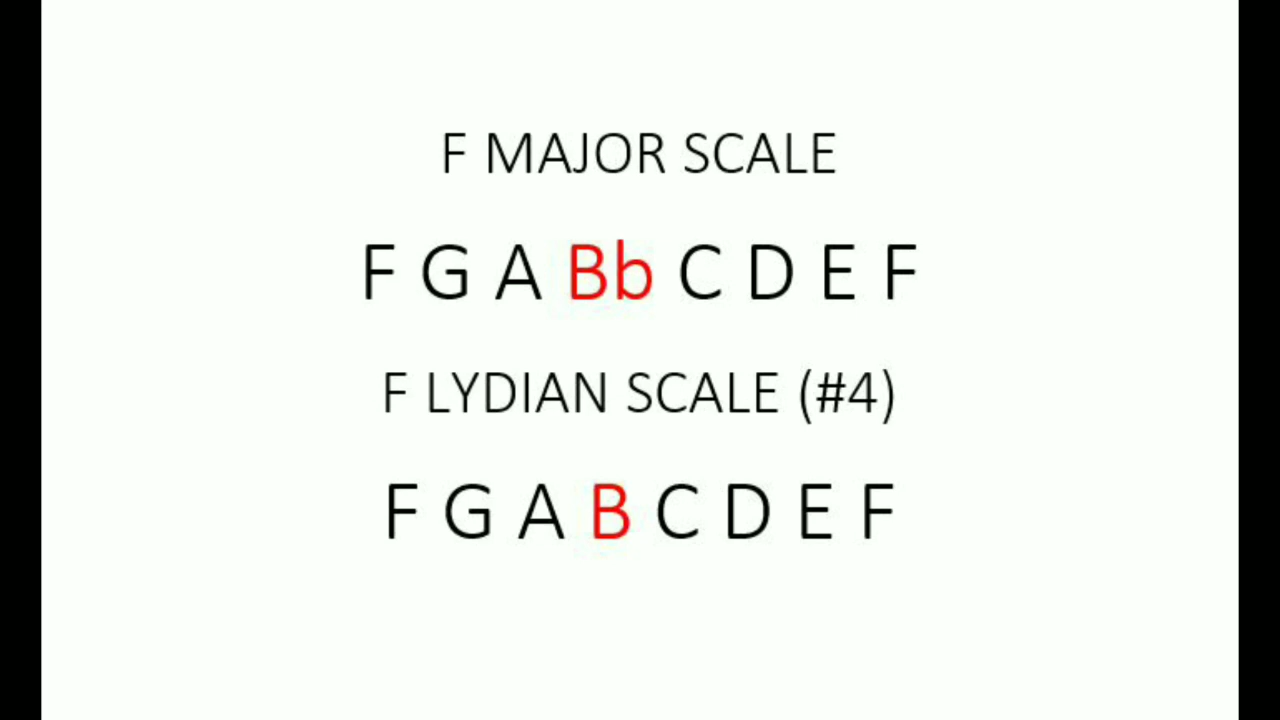 F MAJOR SCALE
F G A Bb C D E F
F LYDIAN SCALE (#4)
F G A B C D E F